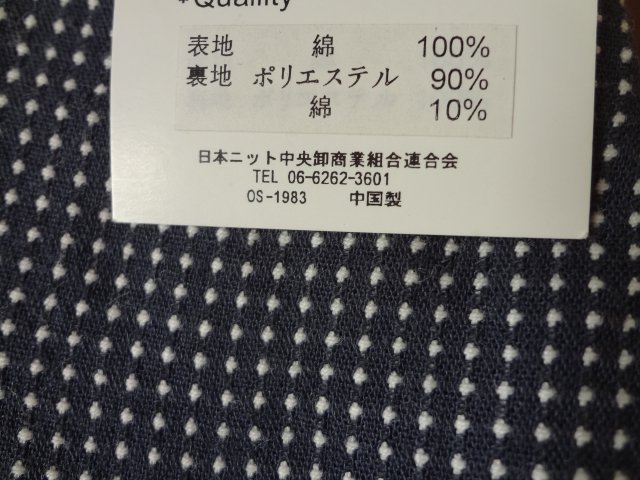 *Quality
表地 綿 100%
裏地 ポリエステル 90%
綿 10%
日本ニット中央卸商業組合連合会
TEL 06-6262-3601
OS-1983 中国製